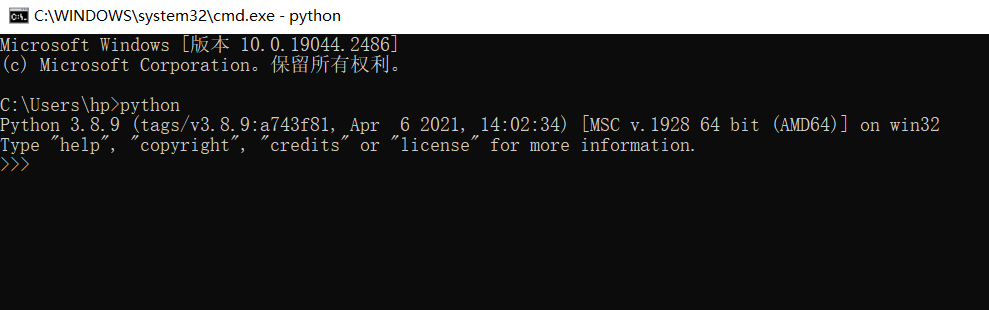 C:\WINDOWS\system32\cmd.exe - python
Microsoft Windows [版本 10.0.19044.2486]
(c) Microsoft Corporation。保留所有权利。
C:\Users\hp>python
Python 3.8.9 (tags/v3.8.9:a743f81, Apr  6 2021, 14:02:34) [MSC v.1928 64 bit (AMD64)] on win32
Type "help", "copyright", "credits" or "license" for more information.
>>>